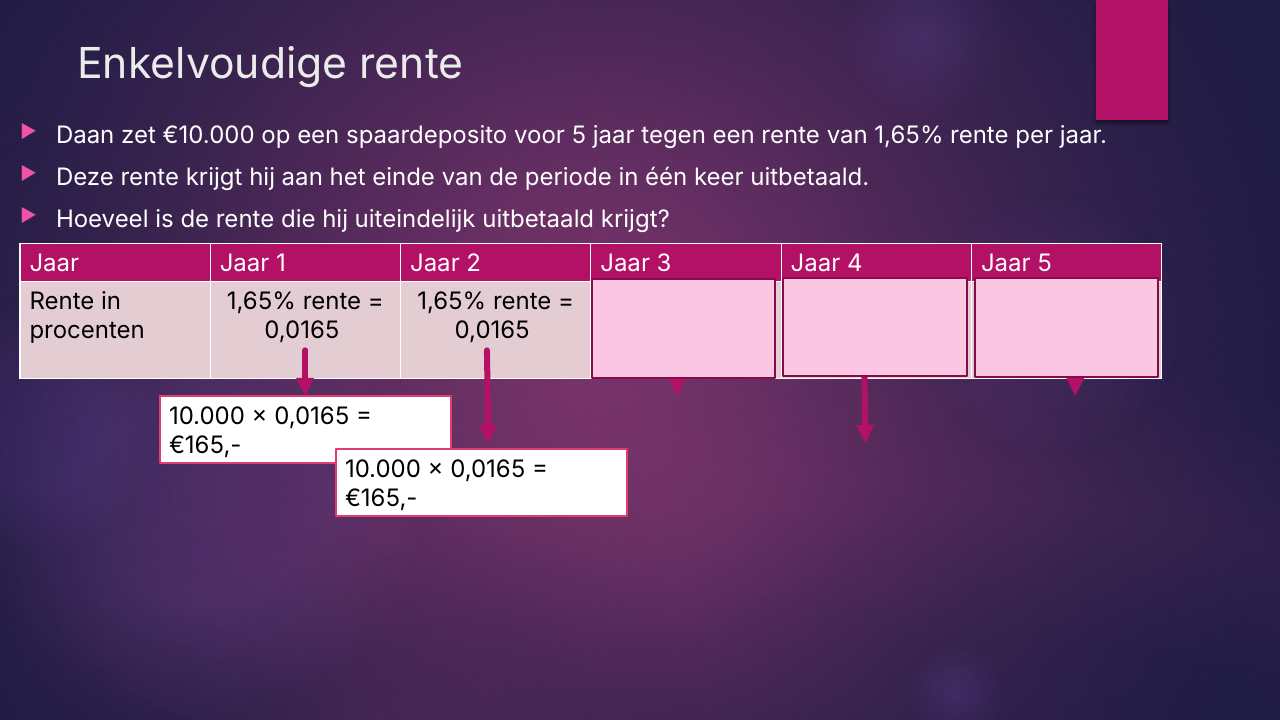 Enkelvoudige rente
Daan zet €10.000 op een spaardeposito voor 5 jaar tegen een rente van 1,65% rente per jaar.
Deze rente krijgt hij aan het einde van de periode in één keer uitbetaald.
Hoeveel is de rente die hij uiteindelijk uitbetaald krijgt?
Jaar Jaar 1 Jaar 2 Jaar 3 Jaar 4 Jaar 5
Rente in 1,65% rente = 1,65% rente =
procenten 0,0165 0,0165
10.000 × 0,0165 =
€165,-
10.000 × 0,0165 =
€165,-